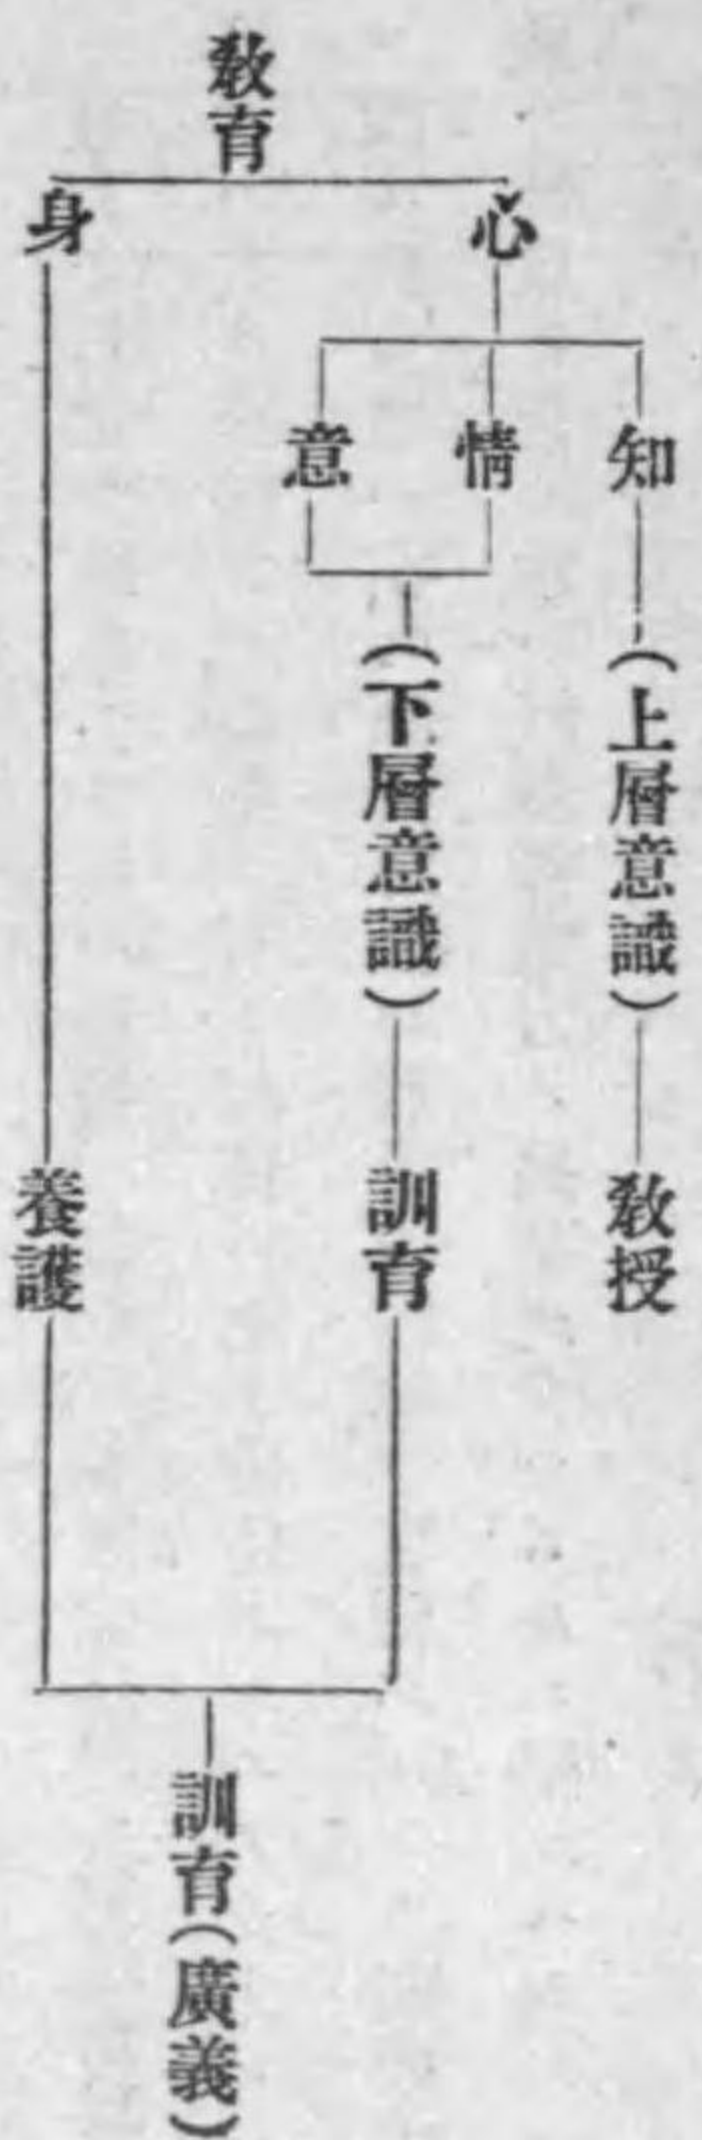 教育
心
知
（上層意識）
教授
情
意
（下層意識）
訓育
身
養護
訓育（廣義）